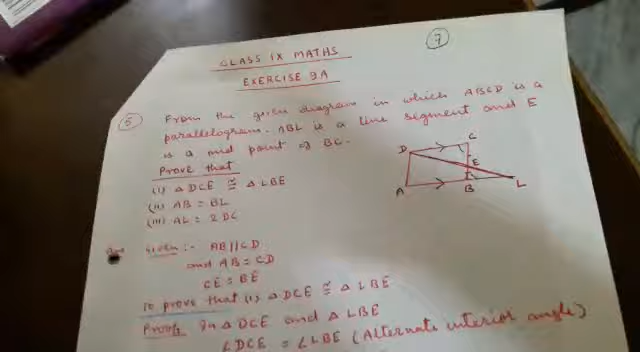 7
CLASS IX MATHS
EXERCISE 9A
5 From the given diagram in which ABCD is a
parallelogram. ABL is a line segment and E
is a mid point of BC.
Prove that
(i) △DCE ≅ △LBE
(ii) AB = BL
(iii) AL = 2DC
D C E A B L
Ans Given :- AB//CD
and AB = CD
CE = BE
To prove that (i) △DCE ≅ △LBE
Proof: In △DCE and △LBE
∠DCE = ∠LBE (Alternate interior angle)